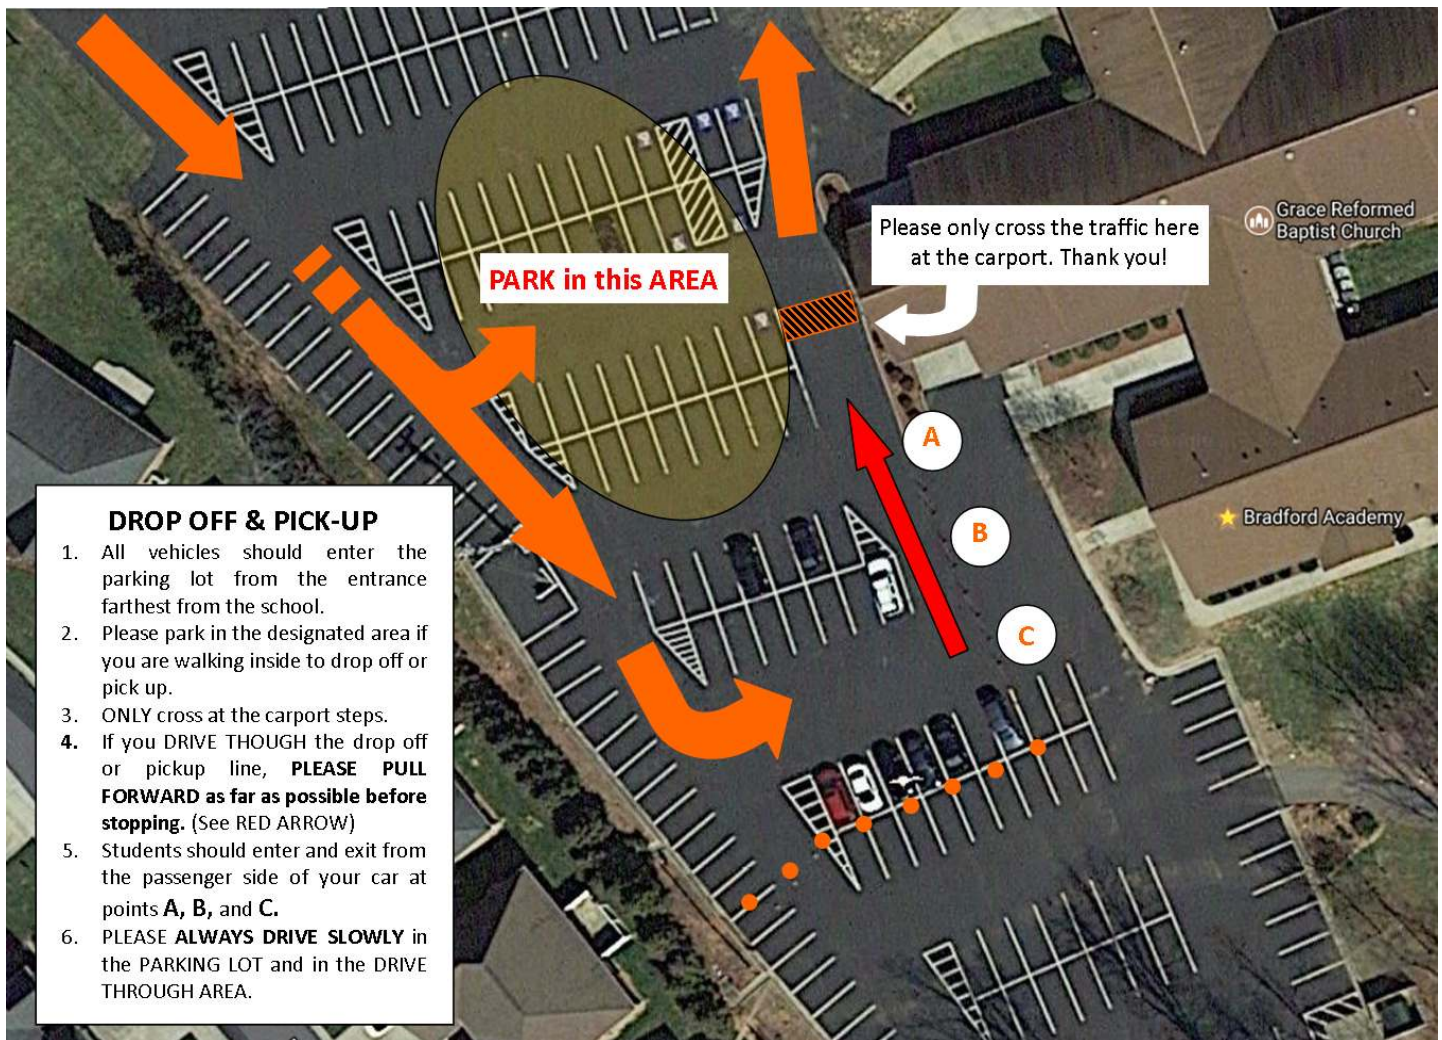 PARK in this AREA
Please only cross the traffic here
at the carport. Thank you!
Grace Reformed
Baptist Church
A
B
C
Bradford Academy
DROP OFF & PICK-UP
1. All vehicles should enter the
parking lot from the entrance
farthest from the school.
2. Please park in the designated area if
you are walking inside to drop off or
pick up.
3. ONLY cross at the carport steps.
4. If you DRIVE THOUGH the drop off
or pickup line, PLEASE PULL
FORWARD as far as possible before
stopping. (See RED ARROW)
5. Students should enter and exit from
the passenger side of your car at
points A, B, and C.
6. PLEASE ALWAYS DRIVE SLOWLY in
the PARKING LOT and in the DRIVE
THROUGH AREA.